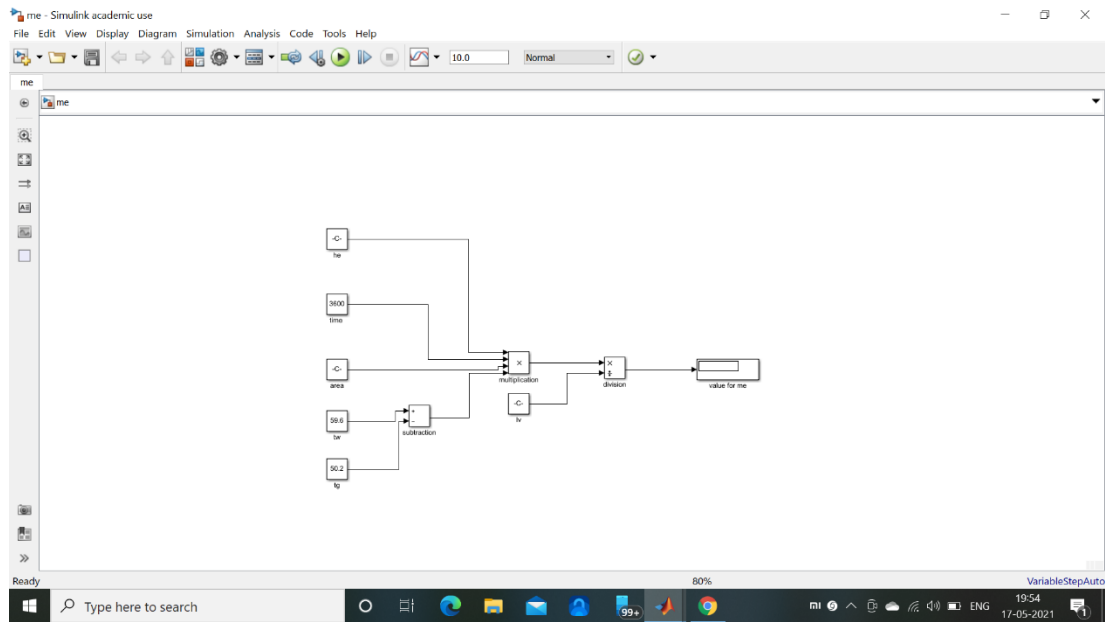 me - Simulink academic use
File Edit View Display Diagram Simulation Analysis Code Tools Help
10.0 Normal
me
me
-C-
he
3600
time
-C-
area
59.6
tw
50.2
tg
+
-
subtraction
×
multiplication
-C-
lv
×
÷
division
value for me
Ready 80% VariableStepAuto
Type here to search
99+
mi
ENG
19:54
17-05-2021
1